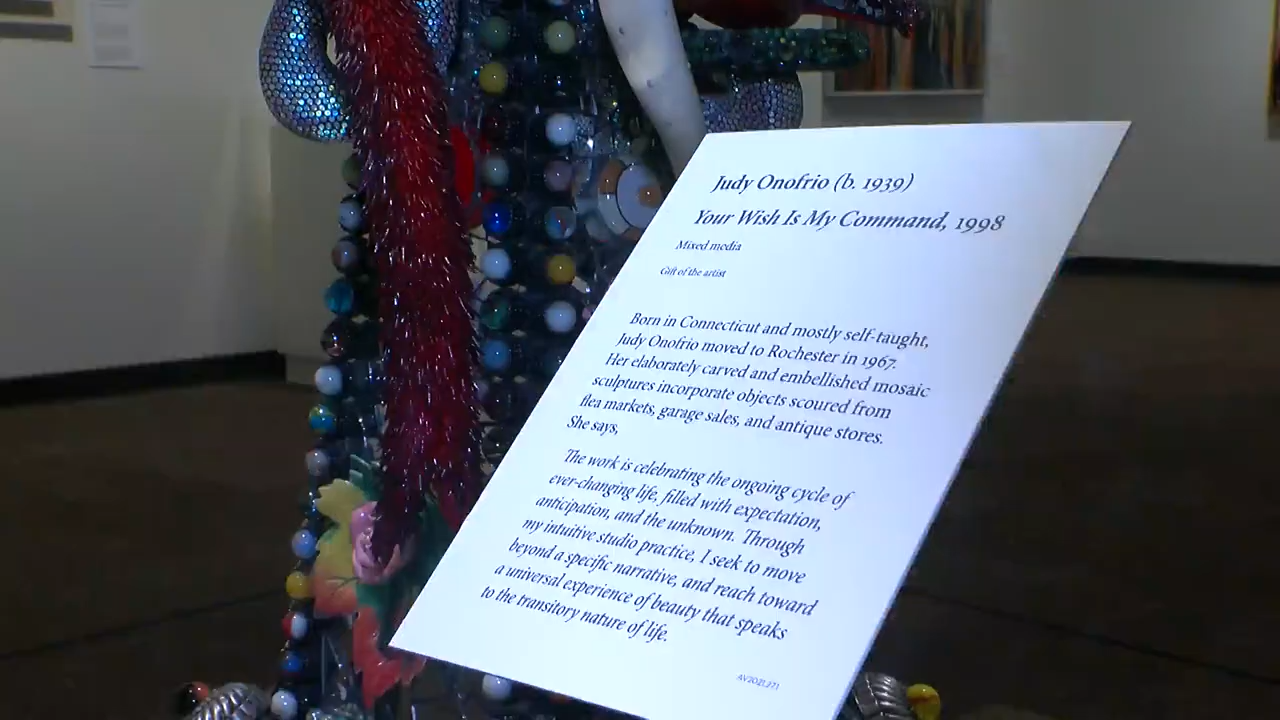 Judy Onofrio (b. 1939)
Your Wish Is My Command, 1998
Mixed media
Gift of the artist
Born in Connecticut and mostly self-taught,
Judy Onofrio moved to Rochester in 1967.
Her elaborately carved and embellished mosaic
sculptures incorporate objects scoured from
flea markets, garage sales, and antique stores.
She says,
The work is celebrating the ongoing cycle of
ever-changing life, filled with expectation,
anticipation, and the unknown. Through
my intuitive studio practice, I seek to move
beyond a specific narrative, and reach toward
a universal experience of beauty that speaks
to the transitory nature of life.
AV2021.271